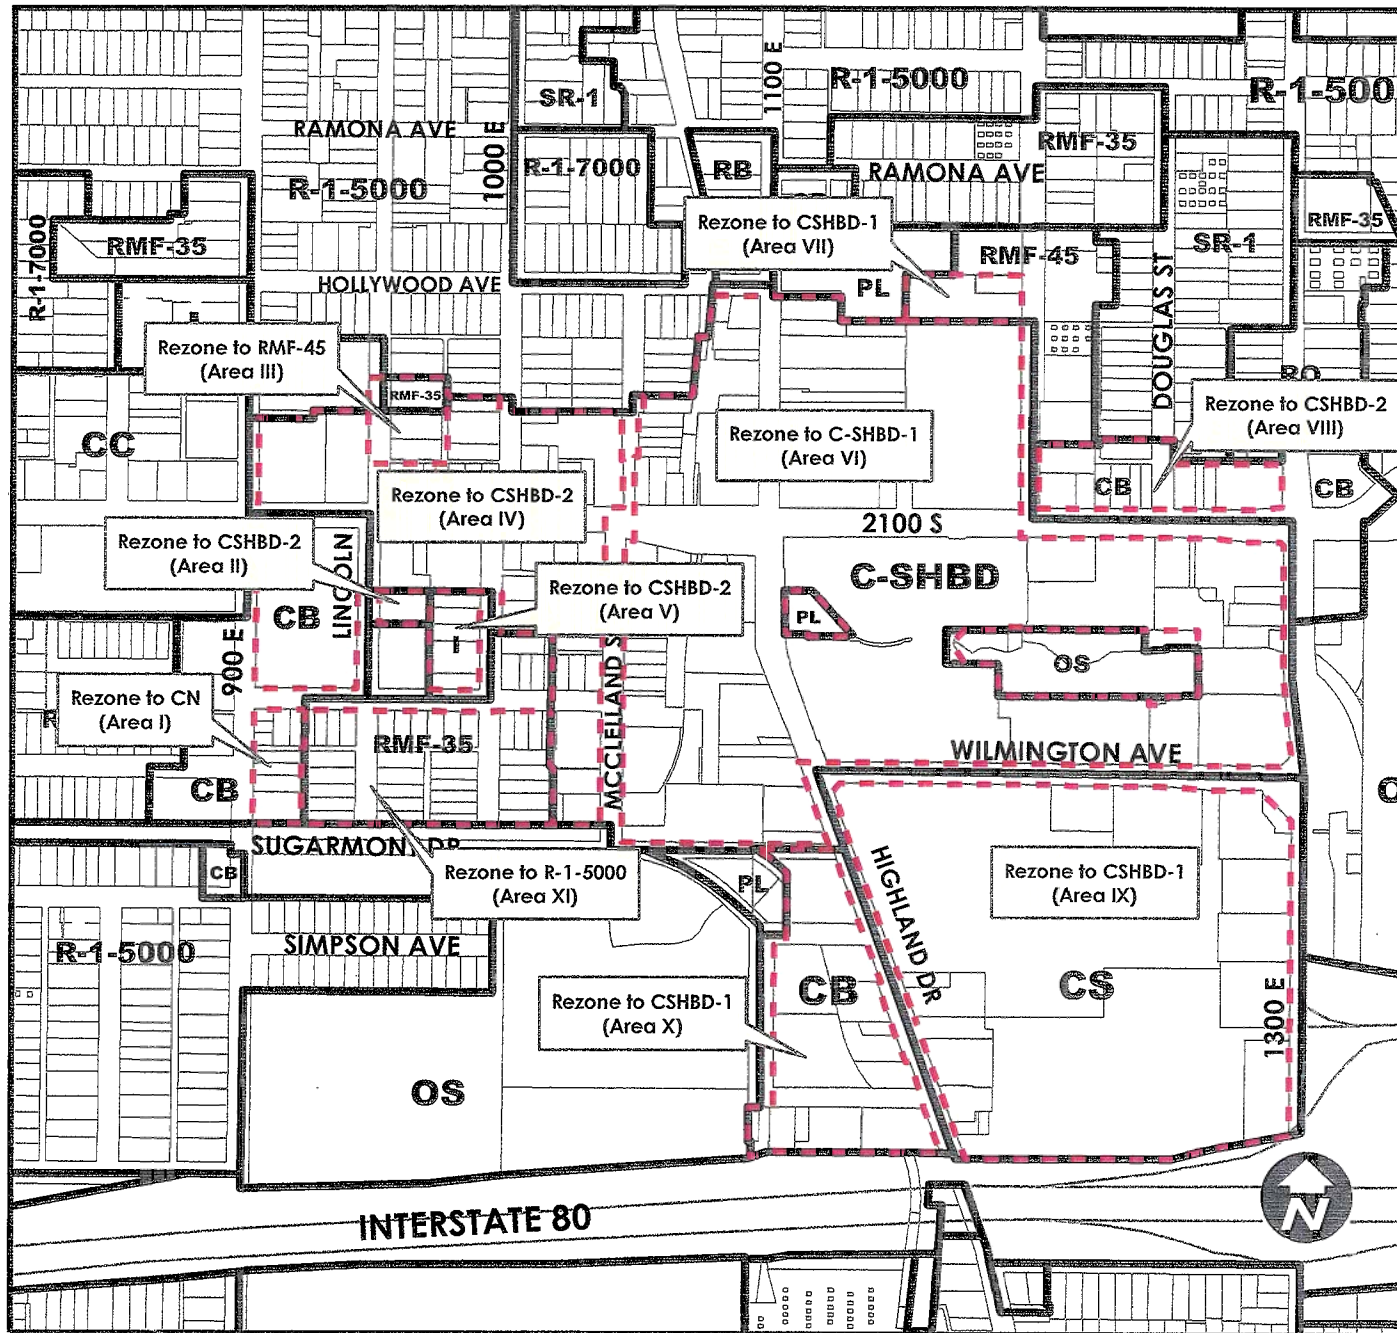 1100 E
R-1-5000
R-1-500
SR-1
RAMONA AVE
1000 E
RMF-35
R-1-7000
RB
RAMONA AVE
R-1-5000
RMF-35
SR-1
R-1-7000
RMF-35
Rezone to CSHBD-1
(Area VII)
RMF-45
DOUGLAS ST
HOLLYWOOD AVE
PL
Rezone to RMF-45
(Area III)
RMF-35
RO
Rezone to CSHBD-2
(Area VIII)
CC
Rezone to C-SHBD-1
(Area VI)
CB
CB
Rezone to CSHBD-2
(Area IV)
2100 S
Rezone to CSHBD-2
(Area II)
LINCOLN
C-SHBD
Rezone to CSHBD-2
(Area V)
CB
PL
I
OS
900 E
MCCLELLAND S
Rezone to CN
(Area I)
RMF-35
WILMINGTON AVE
CB
SUGARMONT DR
HIGHLAND DR
CB
Rezone to R-1-5000
(Area XI)
PL
Rezone to CSHBD-1
(Area IX)
R-1-5000
SIMPSON AVE
Rezone to CSHBD-1
(Area X)
CB
CS
1300 E
OS
N
INTERSTATE 80